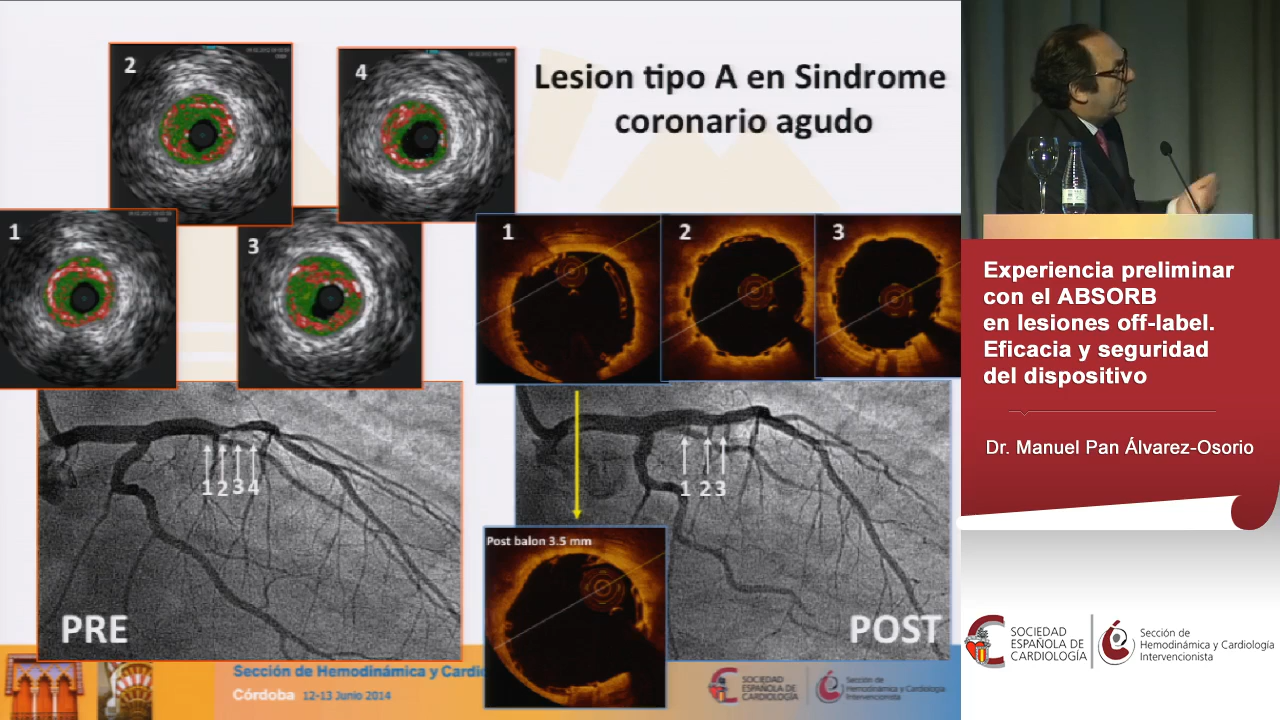 Lesion tipo A en Sindrome
coronario agudo
2
4
1
3
1
2
3
1 2 3 4
PRE
1 2 3
POST
Post balon 3.5 mm
Sección de Hemodinámica y Cardio
Córdoba 12-13 Junio 2014
SOCIEDAD
ESPAÑOLA DE
CARDIOLOGÍA
Sección de
Hemodinámica y Cardiología
Intervencionista
Experiencia preliminar
con el ABSORB
en lesiones off-label.
Eficacia y seguridad
del dispositivo
Dr. Manuel Pan Álvarez-Osorio
SOCIEDAD
ESPAÑOLA DE
CARDIOLOGÍA
Sección de
Hemodinámica y Cardiología
Intervencionista